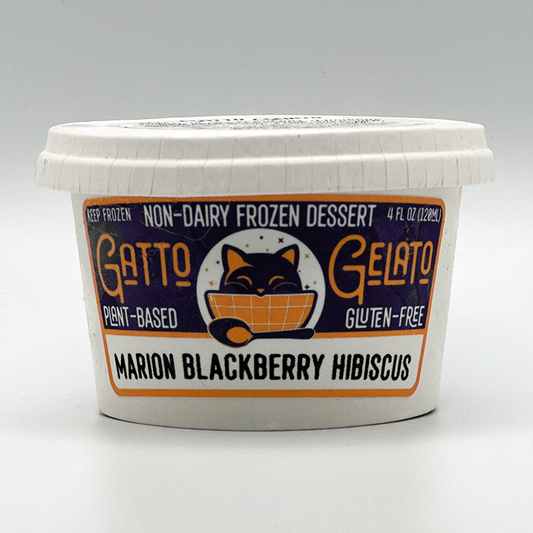 KEEP FROZEN NON-DAIRY FROZEN DESSERT 4 FL OZ (120ML)
GATTO GELATO
PLANT-BASED GLUTEN-FREE
MARION BLACKBERRY HIBISCUS